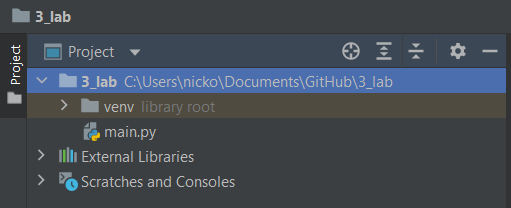 3_lab
Project
Project
3_lab C:\Users\nicko\Documents\GitHub\3_lab
venv library root
main.py
External Libraries
Scratches and Consoles